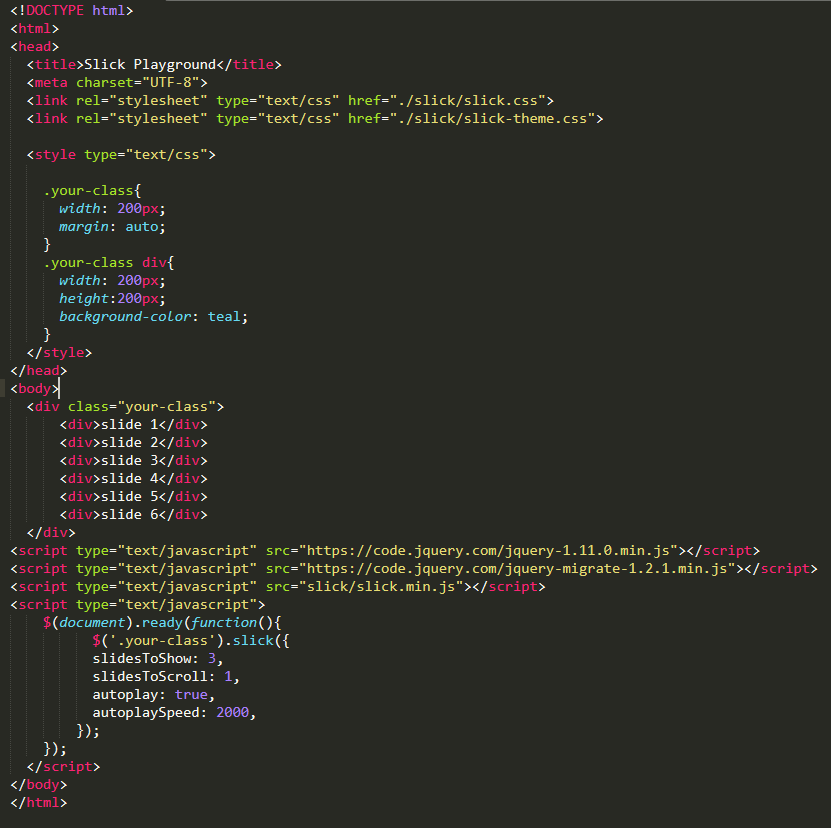 <!DOCTYPE html>
<html>
<head>
  <title>Slick Playground</title>
  <meta charset="UTF-8">
  <link rel="stylesheet" type="text/css" href="./slick/slick.css">
  <link rel="stylesheet" type="text/css" href="./slick/slick-theme.css">

  <style type="text/css">

    .your-class{
      width: 200px;
      margin: auto;
    }
    .your-class div{
      width: 200px;
      height:200px;
      background-color: teal;
    }
  </style>
</head>
<body>
  <div class="your-class">
      <div>slide 1</div>
      <div>slide 2</div>
      <div>slide 3</div>
      <div>slide 4</div>
      <div>slide 5</div>
      <div>slide 6</div>
  </div>
<script type="text/javascript" src="https://code.jquery.com/jquery-1.11.0.min.js"></script>
<script type="text/javascript" src="https://code.jquery.com/jquery-migrate-1.2.1.min.js"></script>
<script type="text/javascript" src="slick/slick.min.js"></script>
<script type="text/javascript">
    $(document).ready(function(){
          $('.your-class').slick({
          slidesToShow: 3,
          slidesToScroll: 1,
          autoplay: true,
          autoplaySpeed: 2000,
        });
    });
  </script>
</body>
</html>